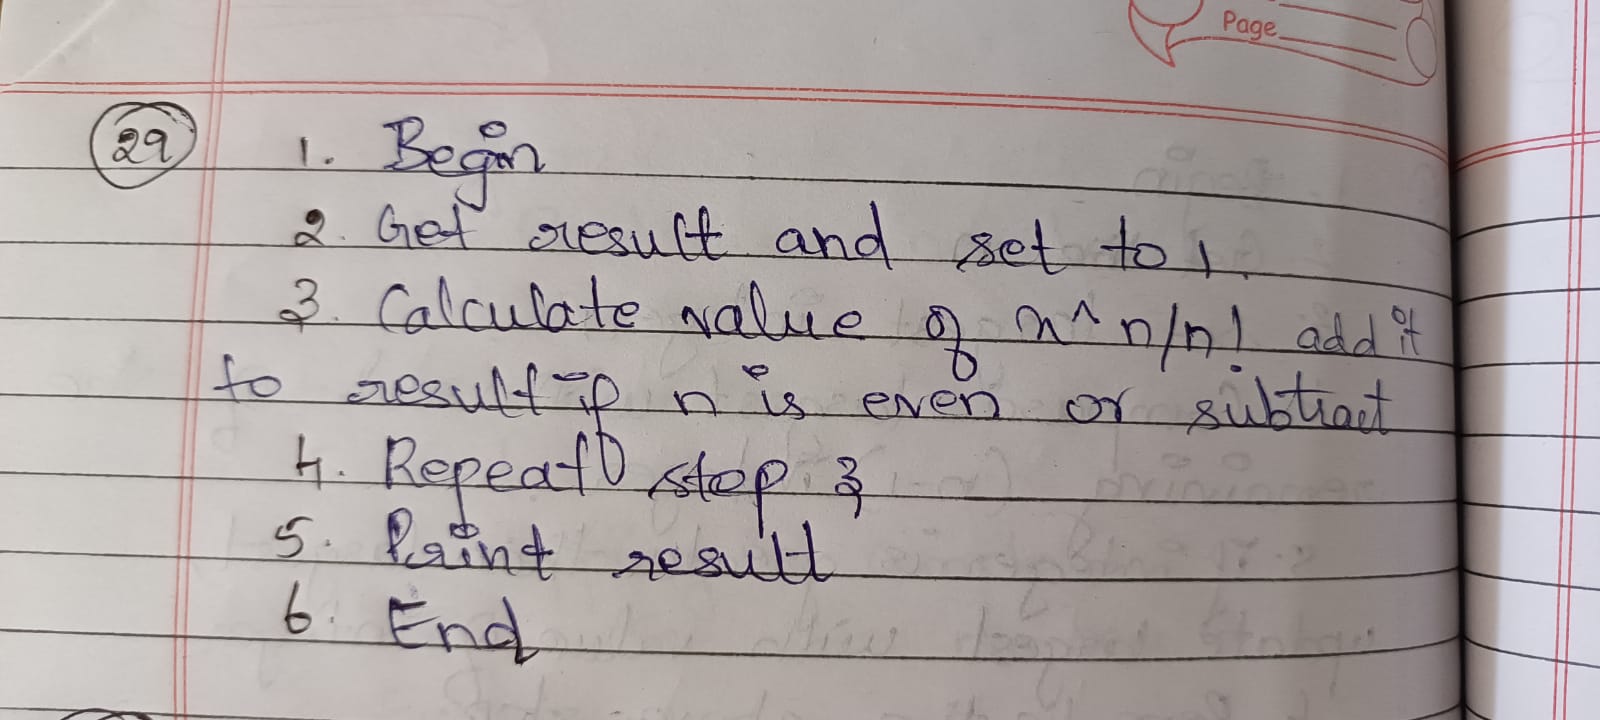 Page
29 1. Begin
2. Get result and set to 1.
3. Calculate value of x^n/n! add it
to result if n is even or subtract
4. Repeat step 3
5. Print result
6. End